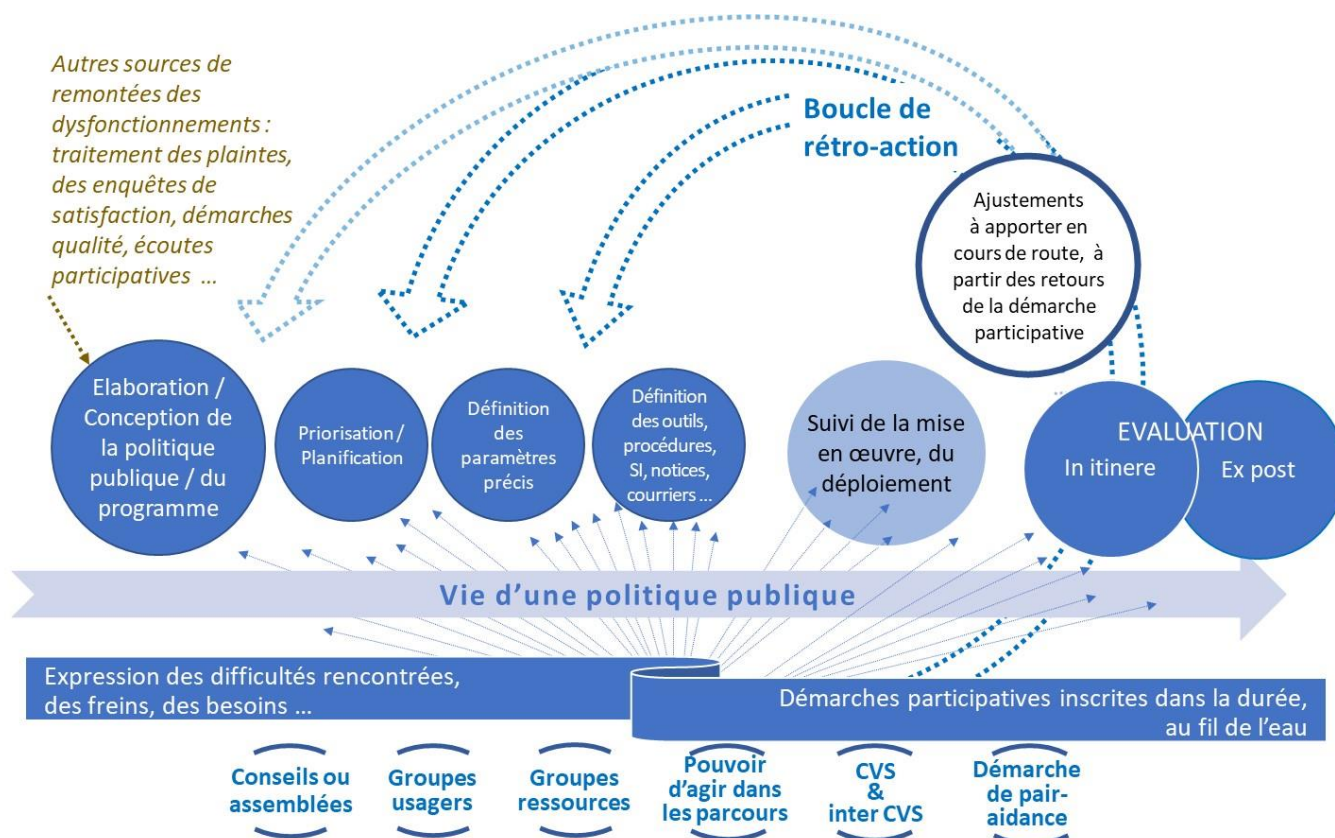 Autres sources de
remontées des
dysfonctionnements :
traitement des plaintes,
des enquêtes de
satisfaction, démarches
qualité, écoutes
participatives ...
Boucle de
rétro-action
Ajustements
à apporter en
cours de route, à
partir des retours
de la démarche
participative
Elaboration /
Conception de
la politique
publique / du
programme
Priorisation /
Planification
Définition
des
paramètres
précis
Définition
des outils,
procédures,
SI, notices,
courriers ...
Suivi de la mise
en œuvre, du
déploiement
EVALUATION
In itinere
Ex post
Vie d'une politique publique
Expression des difficultés rencontrées,
des freins, des besoins ...
Démarches participatives inscrites dans la durée,
au fil de l'eau
Conseils ou
assemblées
Groupes
usagers
Groupes
ressources
Pouvoir
d'agir dans
les parcours
CVS
&
inter CVS
Démarche
de pair-
aidance